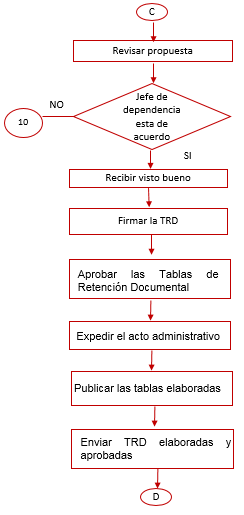 C
Revisar propuesta
Jefe de
dependencia
esta de
acuerdo
NO
10
SI
Recibir visto bueno
Firmar la TRD
Aprobar las Tablas de
Retención Documental
Expedir el acto administrativo
Publicar las tablas elaboradas
Enviar TRD elaboradas y
aprobadas
D